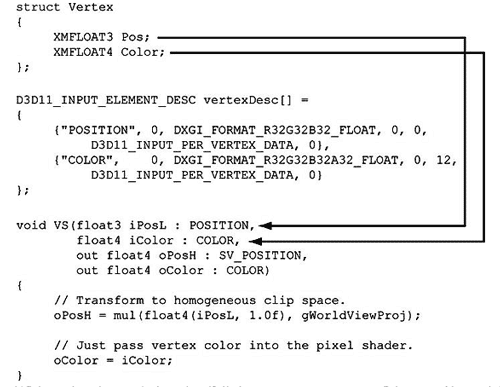 struct Vertex
{
XMFLOAT3 Pos;
XMFLOAT4 Color;
};
D3D11_INPUT_ELEMENT_DESC vertexDesc[] =
{
{"POSITION", 0, DXGI_FORMAT_R32G32B32_FLOAT, 0, 0,
D3D11_INPUT_PER_VERTEX_DATA, 0},
{"COLOR", 0, DXGI_FORMAT_R32G32B32A32_FLOAT, 0, 12,
D3D11_INPUT_PER_VERTEX_DATA, 0}
};
void VS(float3 iPosL : POSITION,
float4 iColor : COLOR,
out float4 oPosH : SV_POSITION,
out float4 oColor : COLOR)
{
// Transform to homogeneous clip space.
oPosH = mul(float4(iPosL, 1.0f), gWorldViewProj);
// Just pass vertex color into the pixel shader.
oColor = iColor;
}